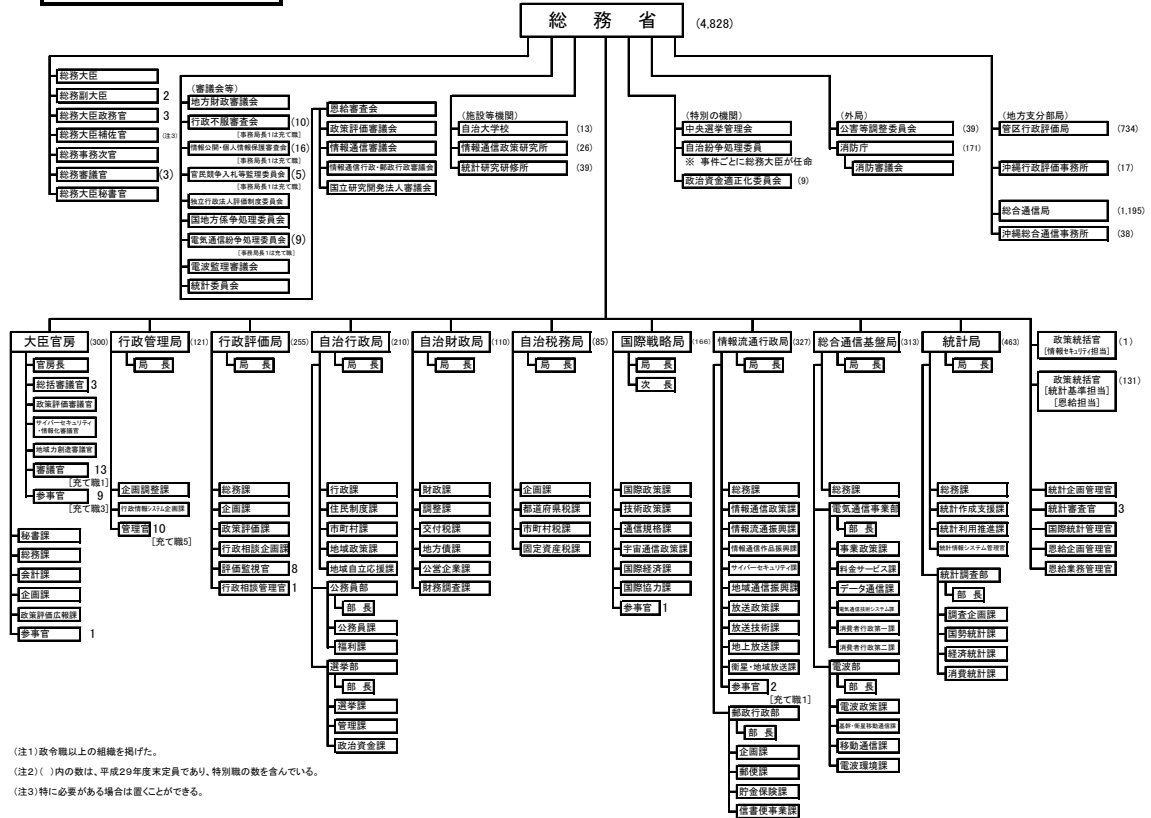 総務省 (4,828)
総務大臣
総務副大臣 2
総務大臣政務官 3
総務大臣補佐官 (注3)
総務事務次官
総務審議官 (3)
総務大臣秘書官
(審議会等)
地方財政審議会
行政不服審査会 (10)
[事務局長1は充て職]
情報公開・個人情報保護審査会 (16)
[事務局長1は充て職]
官民競争入札等監理委員会 (5)
[事務局長1は充て職]
独立行政法人評価制度委員会
国地方係争処理委員会
電気通信紛争処理委員会 (9)
[事務局長1は充て職]
電波監理審議会
統計委員会
恩給審査会
政策評価審議会
情報通信審議会
情報通信行政・郵政行政審議会
国立研究開発法人審議会
(施設等機関)
自治大学校 (13)
情報通信政策研究所 (26)
統計研究研修所 (39)
(特別の機関)
中央選挙管理会
自治紛争処理委員
※ 事件ごとに総務大臣が任命
政治資金適正化委員会 (9)
(外局)
公害等調整委員会 (39)
消防庁 (171)
消防審議会
(地方支分部局)
管区行政評価局 (734)
沖縄行政評価事務所 (17)
総合通信局 (1,195)
沖縄総合通信事務所 (38)
大臣官房 (300)
官房長
総括審議官 3
政策評価審議官
サイバーセキュリティ
・情報化審議官
地域力創造審議官
審議官 13
[充て職1]
参事官 9
[充て職3]
秘書課
総務課
会計課
企画課
政策評価広報課
参事官 1
行政管理局 (121)
局 長
企画調整課
行政情報システム企画課
管理官 10
[充て職5]
行政評価局 (255)
局 長
総務課
企画課
政策評価課
行政相談企画課
評価監視官 8
行政相談管理官 1
自治行政局 (210)
局 長
行政課
住民制度課
市町村課
地域政策課
地域自立応援課
公務員部
部 長
公務員課
福利課
選挙部
部 長
選挙課
管理課
政治資金課
自治財政局 (110)
局 長
財政課
調整課
交付税課
地方債課
公営企業課
財務調査課
自治税務局 (85)
局 長
企画課
都道府県税課
市町村税課
固定資産税課
国際戦略局 (166)
局 長
次 長
国際政策課
技術政策課
通信規格課
宇宙通信政策課
国際経済課
国際協力課
参事官 1
情報流通行政局 (327)
局 長
総務課
情報通信政策課
情報流通振興課
情報通信作品振興課
サイバーセキュリティ課
地域通信振興課
放送政策課
放送技術課
地上放送課
衛星・地域放送課
参事官 2
[充て職1]
郵政行政部
部 長
企画課
郵便課
貯金保険課
信書便事業課
総合通信基盤局 (313)
局 長
総務課
電気通信事業部
部 長
事業政策課
料金サービス課
データ通信課
電気通信技術システム課
消費者行政第一課
消費者行政第二課
電波部
部 長
電波政策課
基幹・衛星移動通信課
移動通信課
電波環境課
統計局 (463)
局 長
総務課
統計作成支援課
統計利用推進課
統計情報システム管理官
統計調査部
部 長
調査企画課
国勢統計課
経済統計課
消費統計課
政策統括官
[情報セキュリティ担当] (1)
政策統括官
[統計基準担当]
[恩給担当] (131)
統計企画管理官
統計審査官 3
国際統計管理官
恩給企画管理官
恩給業務管理官
(注1)政令職以上の組織を掲げた。
(注2)( )内の数は、平成29年度末定員であり、特別職の数を含んでいる。
(注3)特に必要がある場合は置くことができる。